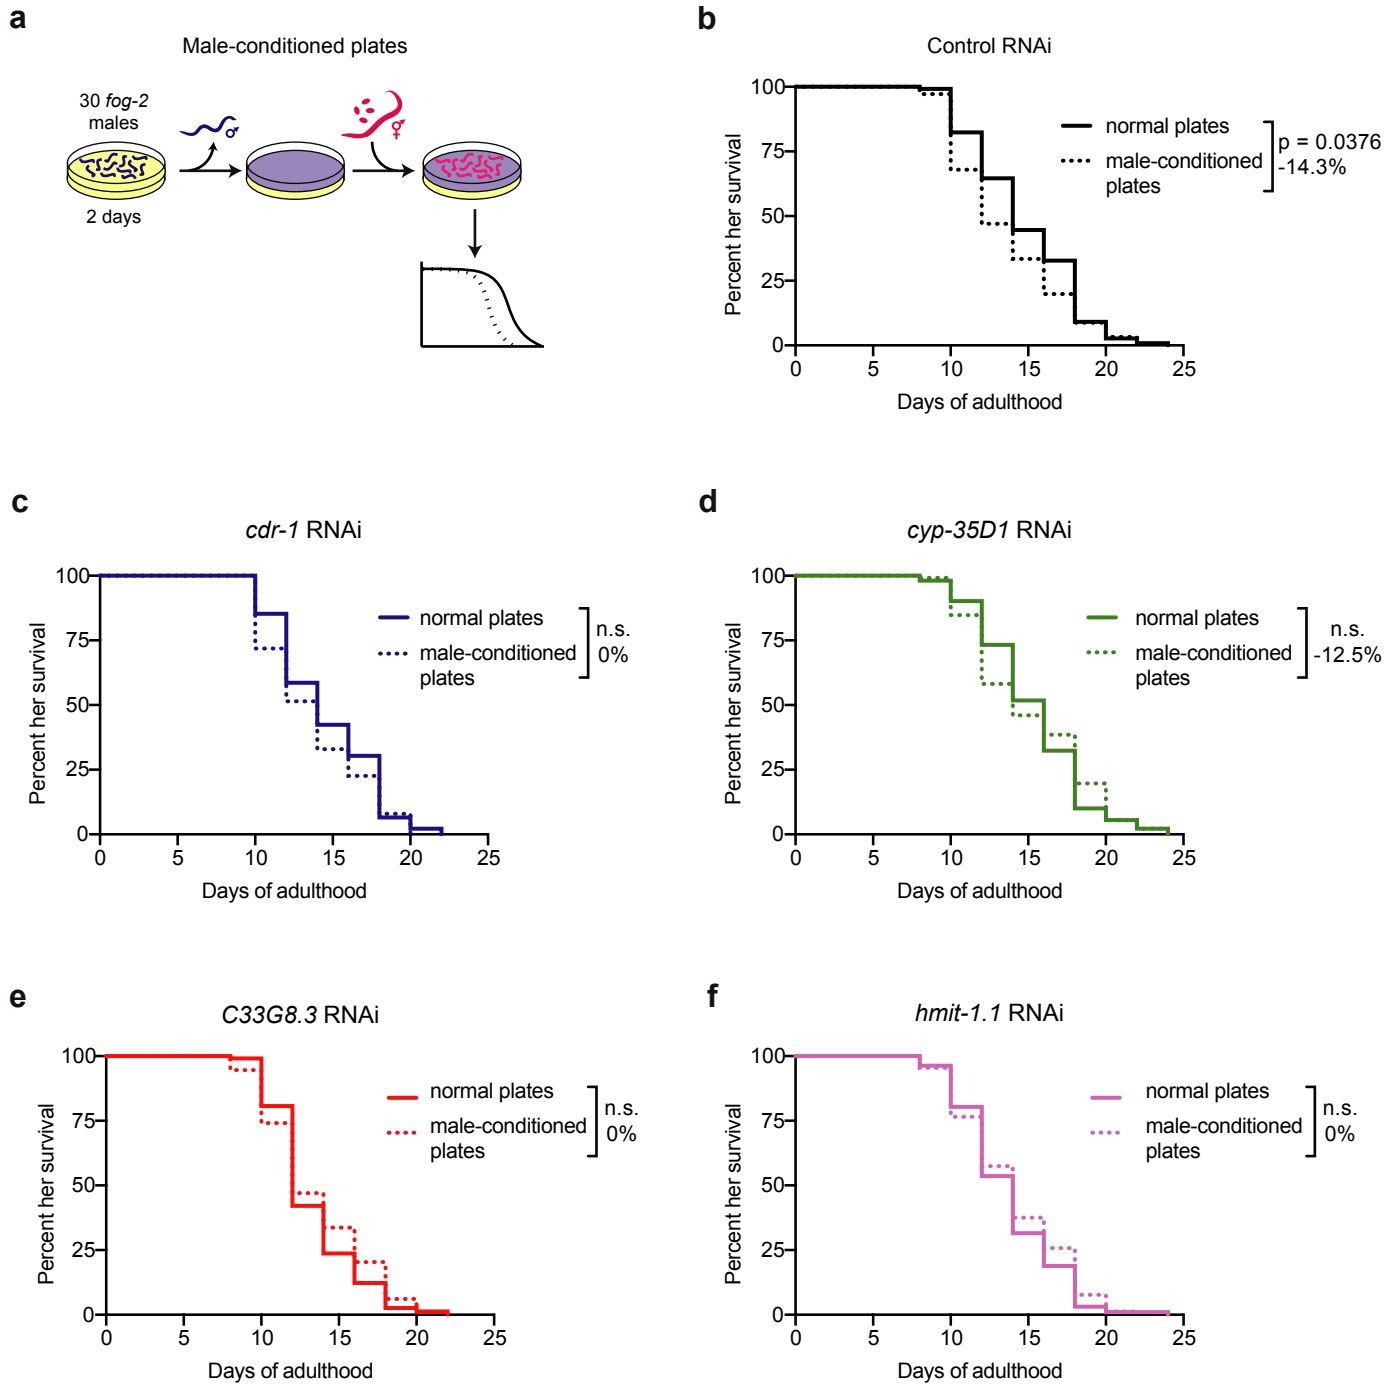 a
Male-conditioned plates
30 fog-2
males
♂
⚥
2 days
b
Control RNAi
100
75
50
25
0
0 5 10 15 20 25
Percent her survival
Days of adulthood
normal plates
male-conditioned
plates
p = 0.0376
-14.3%
c
cdr-1 RNAi
100
75
50
25
0
0 5 10 15 20 25
Percent her survival
Days of adulthood
normal plates
male-conditioned
plates
n.s.
0%
d
cyp-35D1 RNAi
100
75
50
25
0
0 5 10 15 20 25
Percent her survival
Days of adulthood
normal plates
male-conditioned
plates
n.s.
-12.5%
e
C33G8.3 RNAi
100
75
50
25
0
0 5 10 15 20 25
Percent her survival
Days of adulthood
normal plates
male-conditioned
plates
n.s.
0%
f
hmit-1.1 RNAi
100
75
50
25
0
0 5 10 15 20 25
Percent her survival
Days of adulthood
normal plates
male-conditioned
plates
n.s.
0%